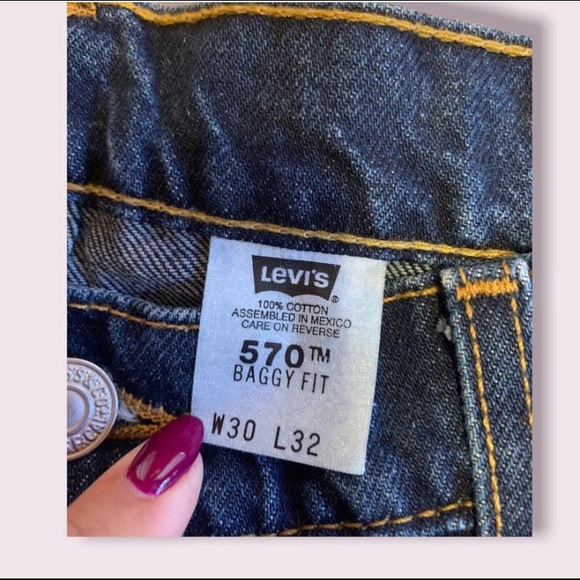 LEVI'S
®
100% COTTON
ASSEMBLED IN MEXICO
CARE ON REVERSE
570™
BAGGY FIT
W30 L32